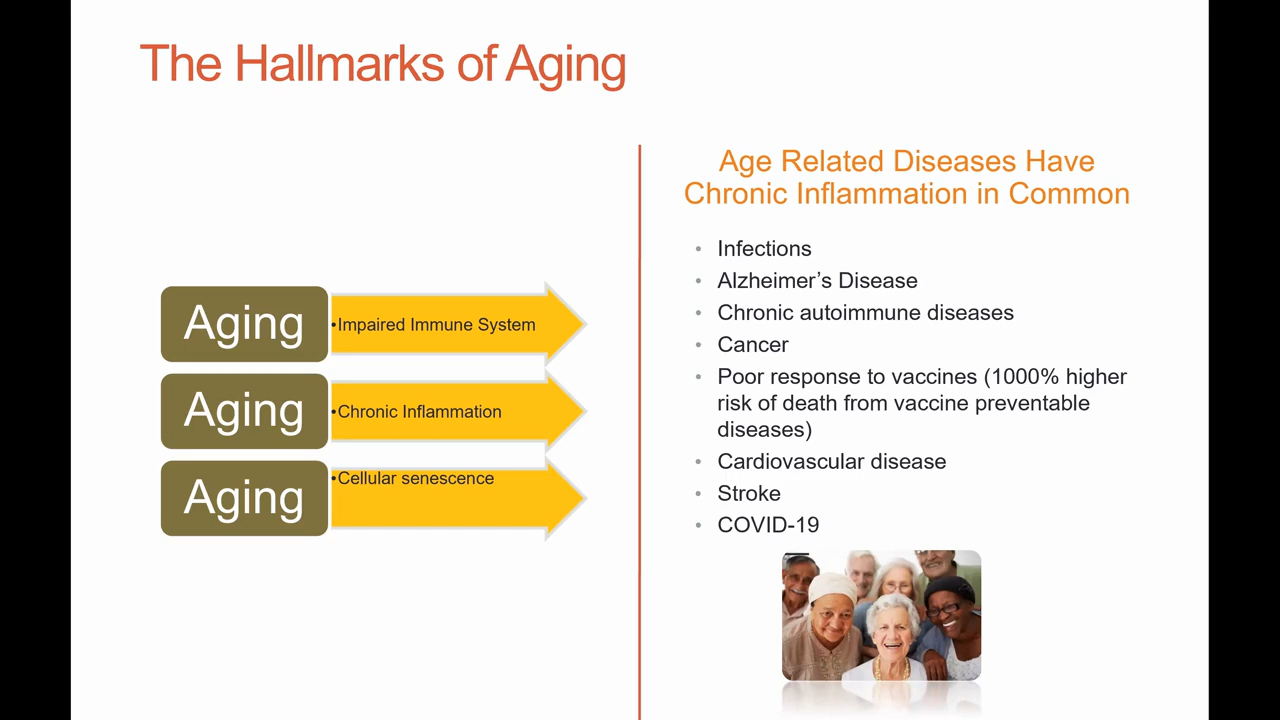 The Hallmarks of Aging
Aging
•Impaired Immune System
Aging
•Chronic Inflammation
Aging
•Cellular senescence
Age Related Diseases Have
Chronic Inflammation in Common
• Infections
• Alzheimer’s Disease
• Chronic autoimmune diseases
• Cancer
• Poor response to vaccines (1000% higher
risk of death from vaccine preventable
diseases)
• Cardiovascular disease
• Stroke
• COVID-19